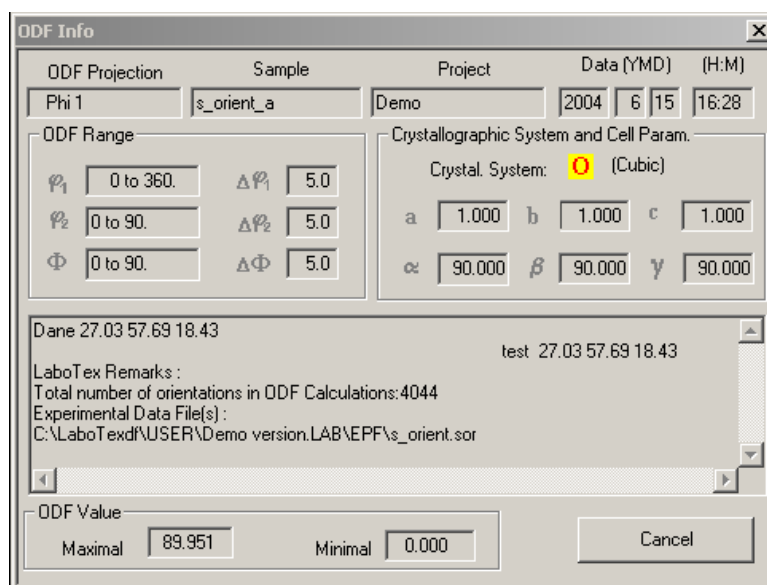 ODF Info
ODF Projection Sample Project Data (YMD) (H:M)
Phi 1 s_orient_a Demo 2004 6 15 16:28
ODF Range
φ₁ 0 to 360. Δφ₁ 5.0
φ₂ 0 to 90. Δφ₂ 5.0
Φ 0 to 90. ΔΦ 5.0
Crystallographic System and Cell Param.
Crystal. System: O (Cubic)
a 1.000 b 1.000 c 1.000
α 90.000 β 90.000 γ 90.000
Dane 27.03 57.69 18.43
test 27.03 57.69 18.43
LaboTex Remarks :
Total number of orientations in ODF Calculations:4044
Experimental Data File(s) :
C:\LaboTexdf\USER\Demo version.LAB\EPF\s_orient.sor
ODF Value
Maximal 89.951 Minimal 0.000
Cancel